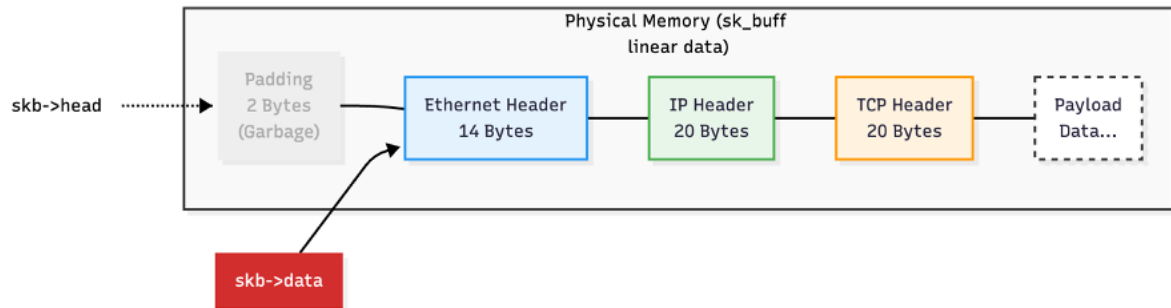 Physical Memory (sk_buff
linear data)
skb->head
Padding
2 Bytes
(Garbage)
Ethernet Header
14 Bytes
IP Header
20 Bytes
TCP Header
20 Bytes
Payload
Data...
skb->data